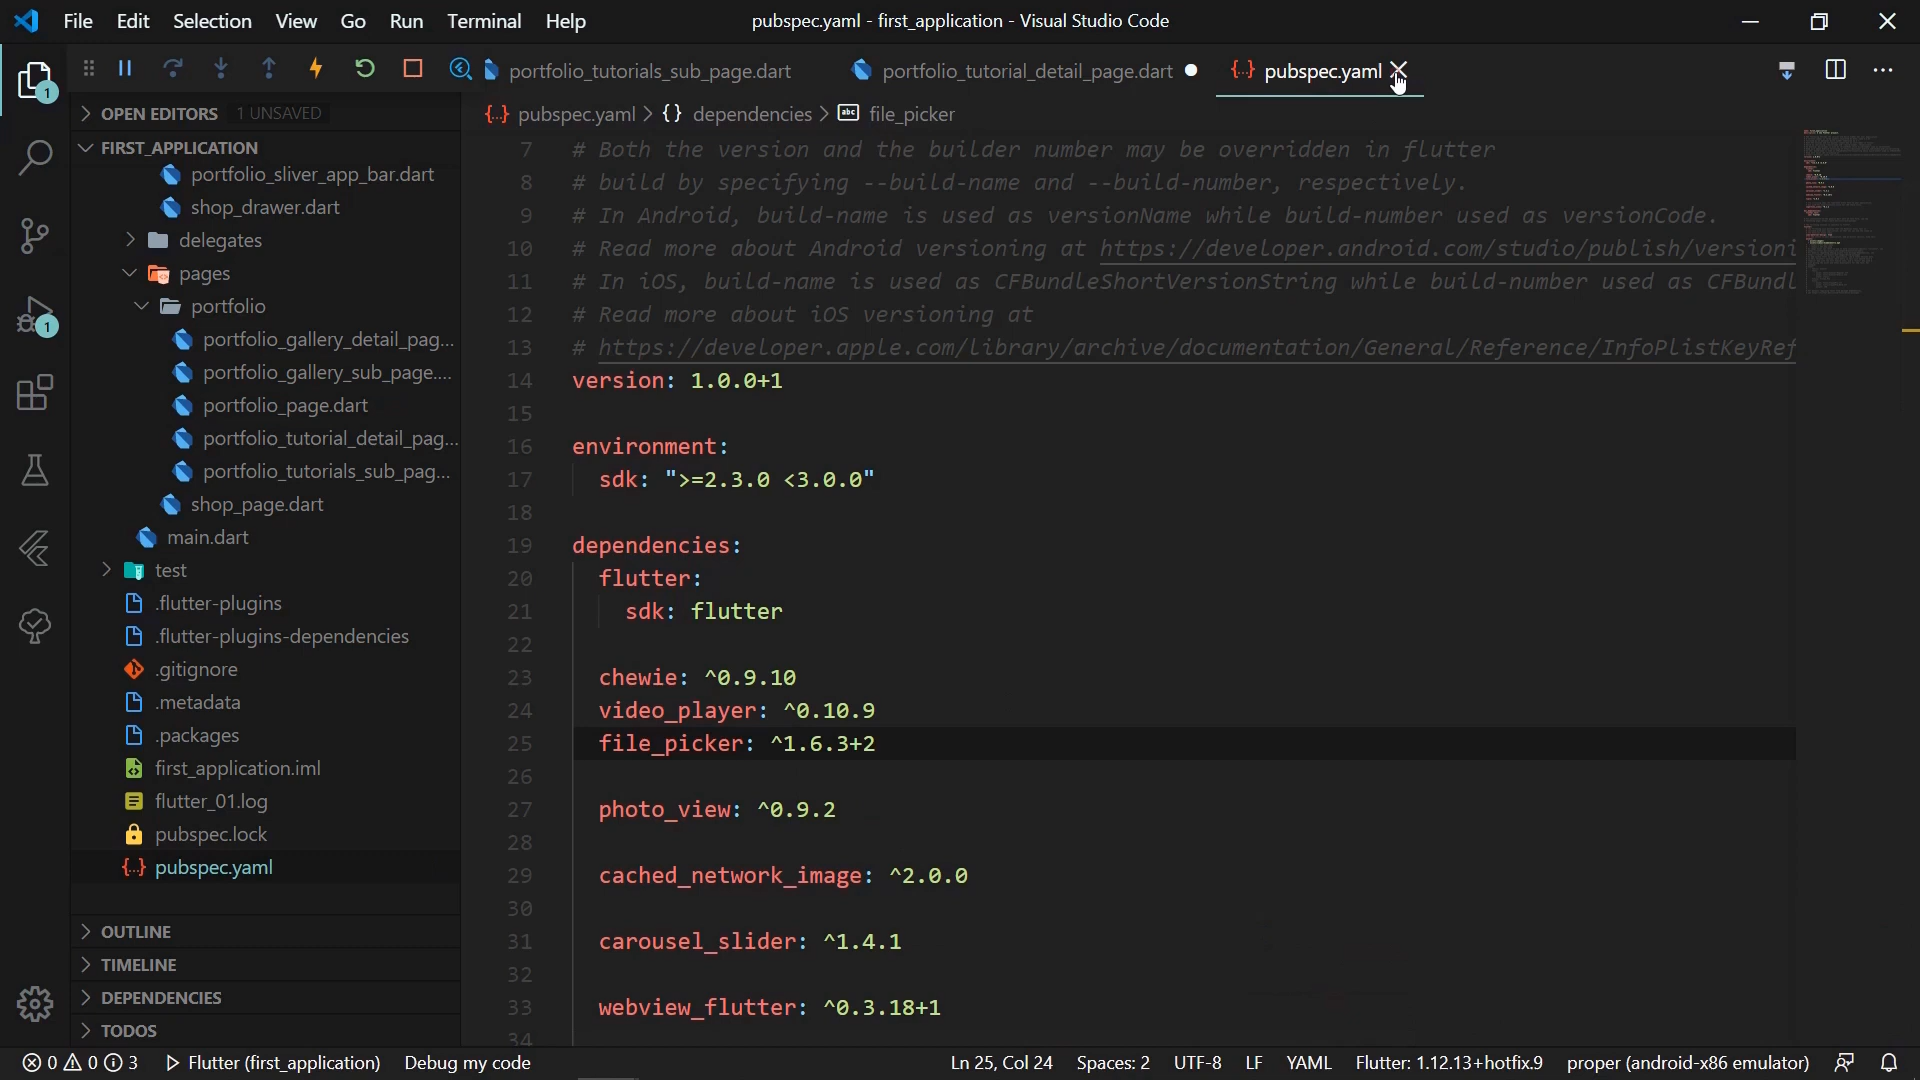 File Edit Selection View Go Run Terminal Help
pubspec.yaml - first_application - Visual Studio Code
portfolio_tutorials_sub_page.dart
portfolio_tutorial_detail_page.dart
pubspec.yaml
pubspec.yaml > {} dependencies > abc file_picker
1
1
OPEN EDITORS 1 UNSAVED
FIRST_APPLICATION
portfolio_sliver_app_bar.dart
shop_drawer.dart
delegates
pages
portfolio
portfolio_gallery_detail_pag...
portfolio_gallery_sub_page....
portfolio_page.dart
portfolio_tutorial_detail_pag...
portfolio_tutorials_sub_pag...
shop_page.dart
main.dart
test
.flutter-plugins
.flutter-plugins-dependencies
.gitignore
.metadata
.packages
first_application.iml
flutter_01.log
pubspec.lock
pubspec.yaml
OUTLINE
TIMELINE
DEPENDENCIES
TODOS
7 # Both the version and the builder number may be overridden in flutter
8 # build by specifying --build-name and --build-number, respectively.
9 # In Android, build-name is used as versionName while build-number used as versionCode.
10 # Read more about Android versioning at https://developer.android.com/studio/publish/versioni
11 # In iOS, build-name is used as CFBundleShortVersionString while build-number used as CFBundl
12 # Read more about iOS versioning at
13 # https://developer.apple.com/library/archive/documentation/General/Reference/InfoPlistKeyRef
14 version: 1.0.0+1
15
16 environment:
17 sdk: ">=2.3.0 <3.0.0"
18
19 dependencies:
20 flutter:
21 sdk: flutter
22
23 chewie: ^0.9.10
24 video_player: ^0.10.9
25 file_picker: ^1.6.3+2
26
27 photo_view: ^0.9.2
28
29 cached_network_image: ^2.0.0
30
31 carousel_slider: ^1.4.1
32
33 webview_flutter: ^0.3.18+1
34
0 0 3 Flutter (first_application) Debug my code
Ln 25, Col 24 Spaces: 2 UTF-8 LF YAML Flutter: 1.12.13+hotfix.9 proper (android-x86 emulator)